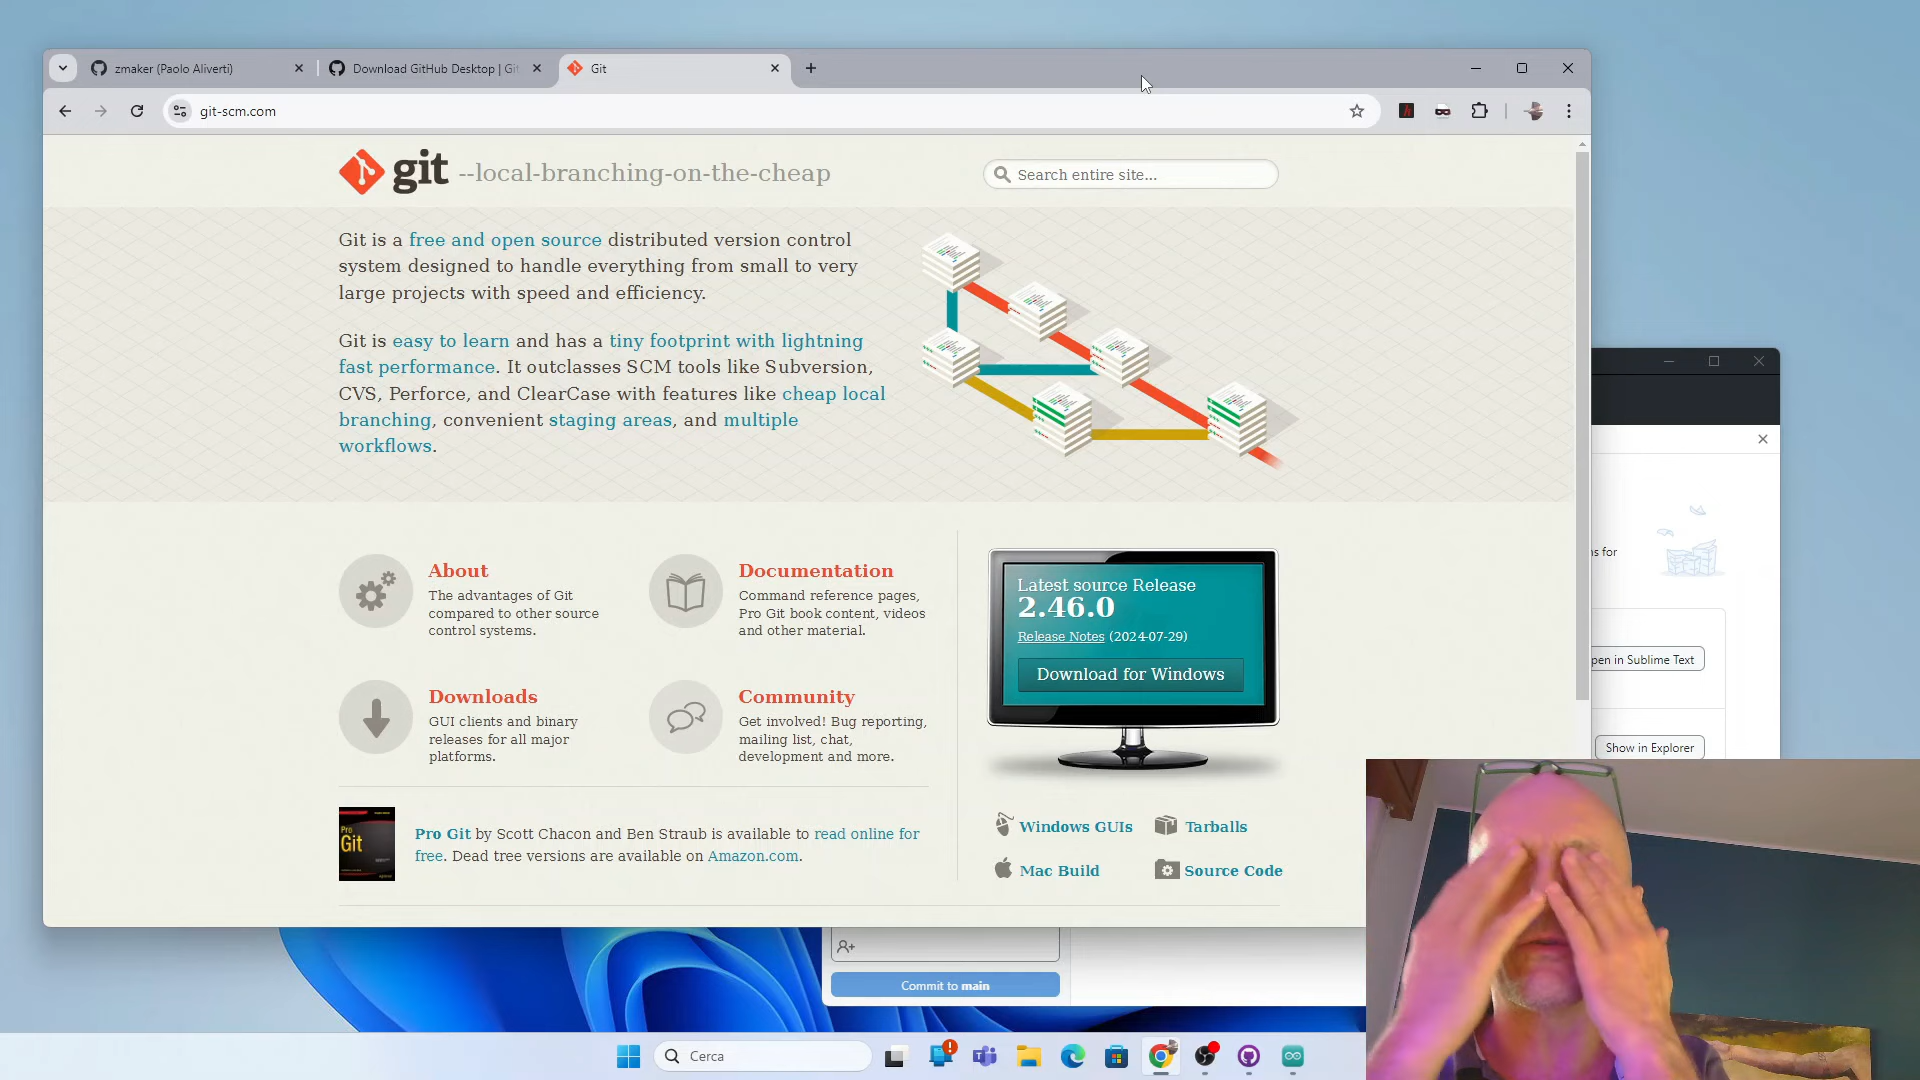 zmaker (Paolo Aliverti)
Download GitHub Desktop | Git
Git
git-scm.com
git --local-branching-on-the-cheap
Search entire site...
Git is a free and open source distributed version control
system designed to handle everything from small to very
large projects with speed and efficiency.
Git is easy to learn and has a tiny footprint with lightning
fast performance. It outclasses SCM tools like Subversion,
CVS, Perforce, and ClearCase with features like cheap local
branching, convenient staging areas, and multiple
workflows.
About
The advantages of Git
compared to other source
control systems.
Documentation
Command reference pages,
Pro Git book content, videos
and other material.
Downloads
GUI clients and binary
releases for all major
platforms.
Community
Get involved! Bug reporting,
mailing list, chat,
development and more.
Pro
Git
Pro Git by Scott Chacon and Ben Straub is available to read online for
free. Dead tree versions are available on Amazon.com.
Latest source Release
2.46.0
Release Notes (2024-07-29)
Download for Windows
Windows GUIs
Tarballs
Mac Build
Source Code
ns for
pen in Sublime Text
Show in Explorer
Commit to main
Cerca